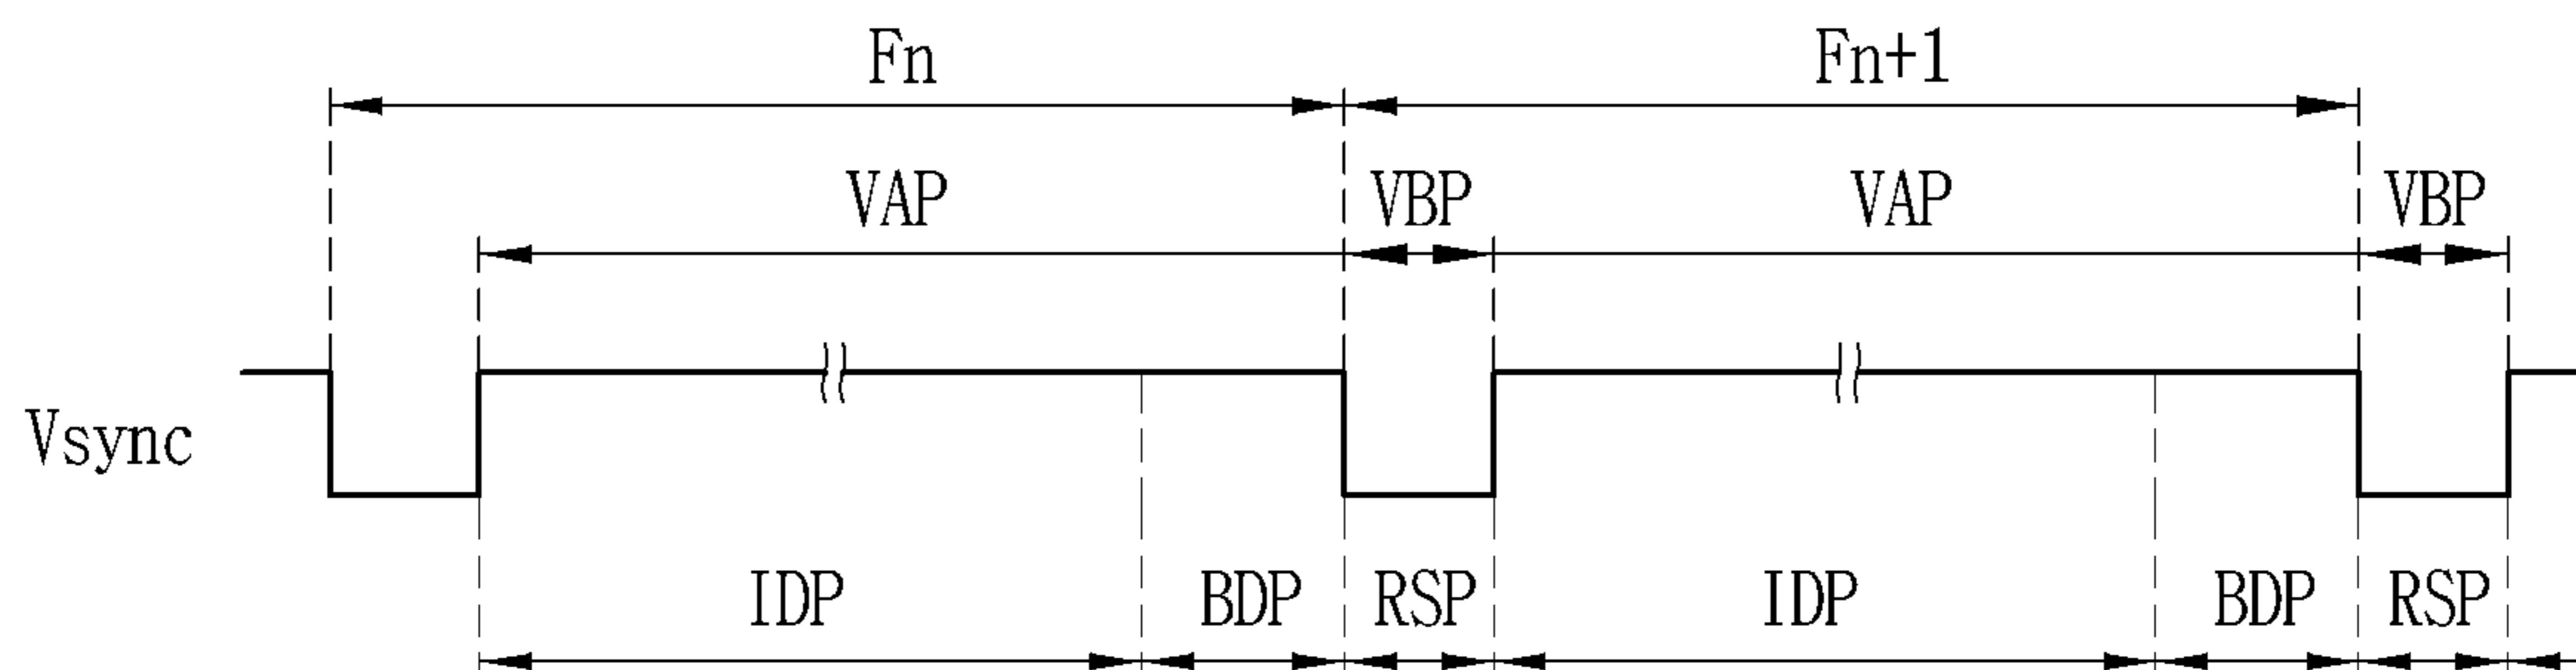 Fn Fn+1
VAP VBP VAP VBP
Vsync
IDP BDP RSP IDP BDP RSP